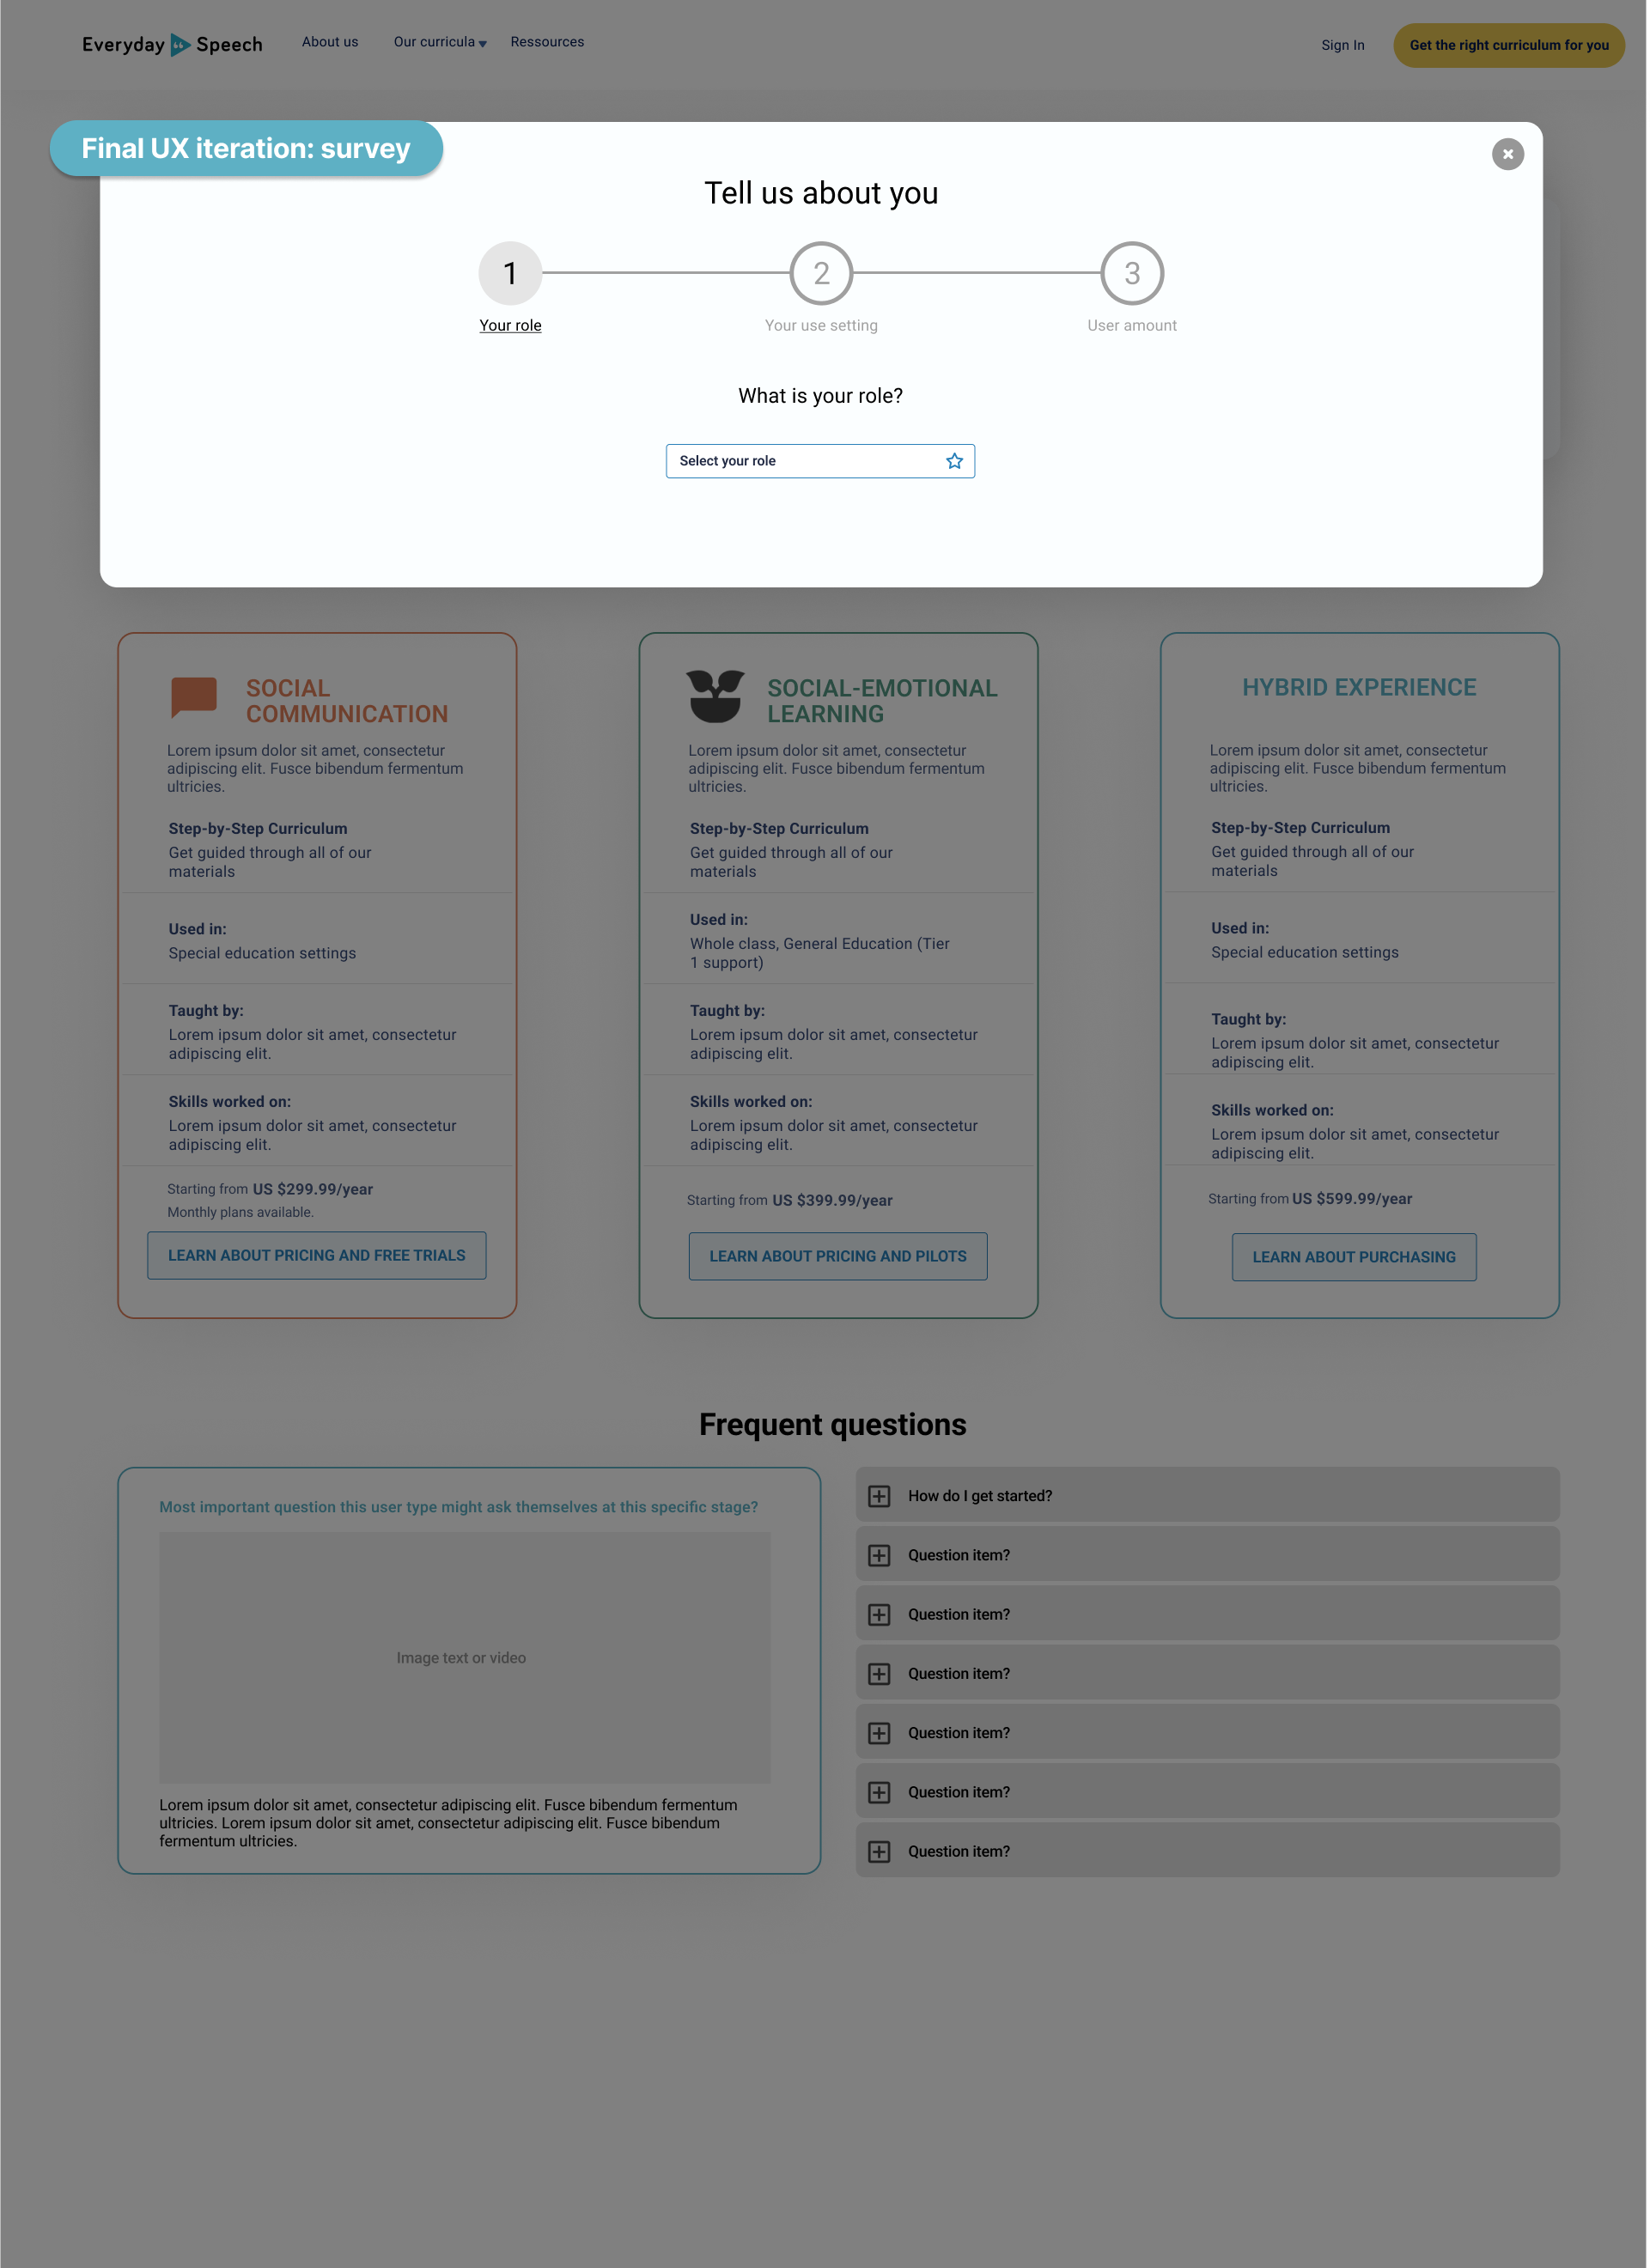 Everyday Speech
About us
Our curricula
Ressources
Sign In
Get the right curriculum for you
Final UX iteration: survey
Tell us about you
1
2
3
Your role
Your use setting
User amount
What is your role?
Select your role
SOCIAL
COMMUNICATION
Lorem ipsum dolor sit amet, consectetur
adipiscing elit. Fusce bibendum fermentum
ultricies.
Step-by-Step Curriculum
Get guided through all of our
materials
Used in:
Special education settings
Taught by:
Lorem ipsum dolor sit amet, consectetur
adipiscing elit.
Skills worked on:
Lorem ipsum dolor sit amet, consectetur
adipiscing elit.
Starting from US $299.99/year
Monthly plans available.
LEARN ABOUT PRICING AND FREE TRIALS
SOCIAL-EMOTIONAL
LEARNING
Lorem ipsum dolor sit amet, consectetur
adipiscing elit. Fusce bibendum fermentum
ultricies.
Step-by-Step Curriculum
Get guided through all of our
materials
Used in:
Whole class, General Education (Tier
1 support)
Taught by:
Lorem ipsum dolor sit amet, consectetur
adipiscing elit.
Skills worked on:
Lorem ipsum dolor sit amet, consectetur
adipiscing elit.
Starting from US $399.99/year
LEARN ABOUT PRICING AND PILOTS
HYBRID EXPERIENCE
Lorem ipsum dolor sit amet, consectetur
adipiscing elit. Fusce bibendum fermentum
ultricies.
Step-by-Step Curriculum
Get guided through all of our
materials
Used in:
Special education settings
Taught by:
Lorem ipsum dolor sit amet, consectetur
adipiscing elit.
Skills worked on:
Lorem ipsum dolor sit amet, consectetur
adipiscing elit.
Starting from US $599.99/year
LEARN ABOUT PURCHASING
Frequent questions
Most important question this user type might ask themselves at this specific stage?
Image text or video
Lorem ipsum dolor sit amet, consectetur adipiscing elit. Fusce bibendum fermentum
ultricies. Lorem ipsum dolor sit amet, consectetur adipiscing elit. Fusce bibendum
fermentum ultricies.
How do I get started?
Question item?
Question item?
Question item?
Question item?
Question item?
Question item?